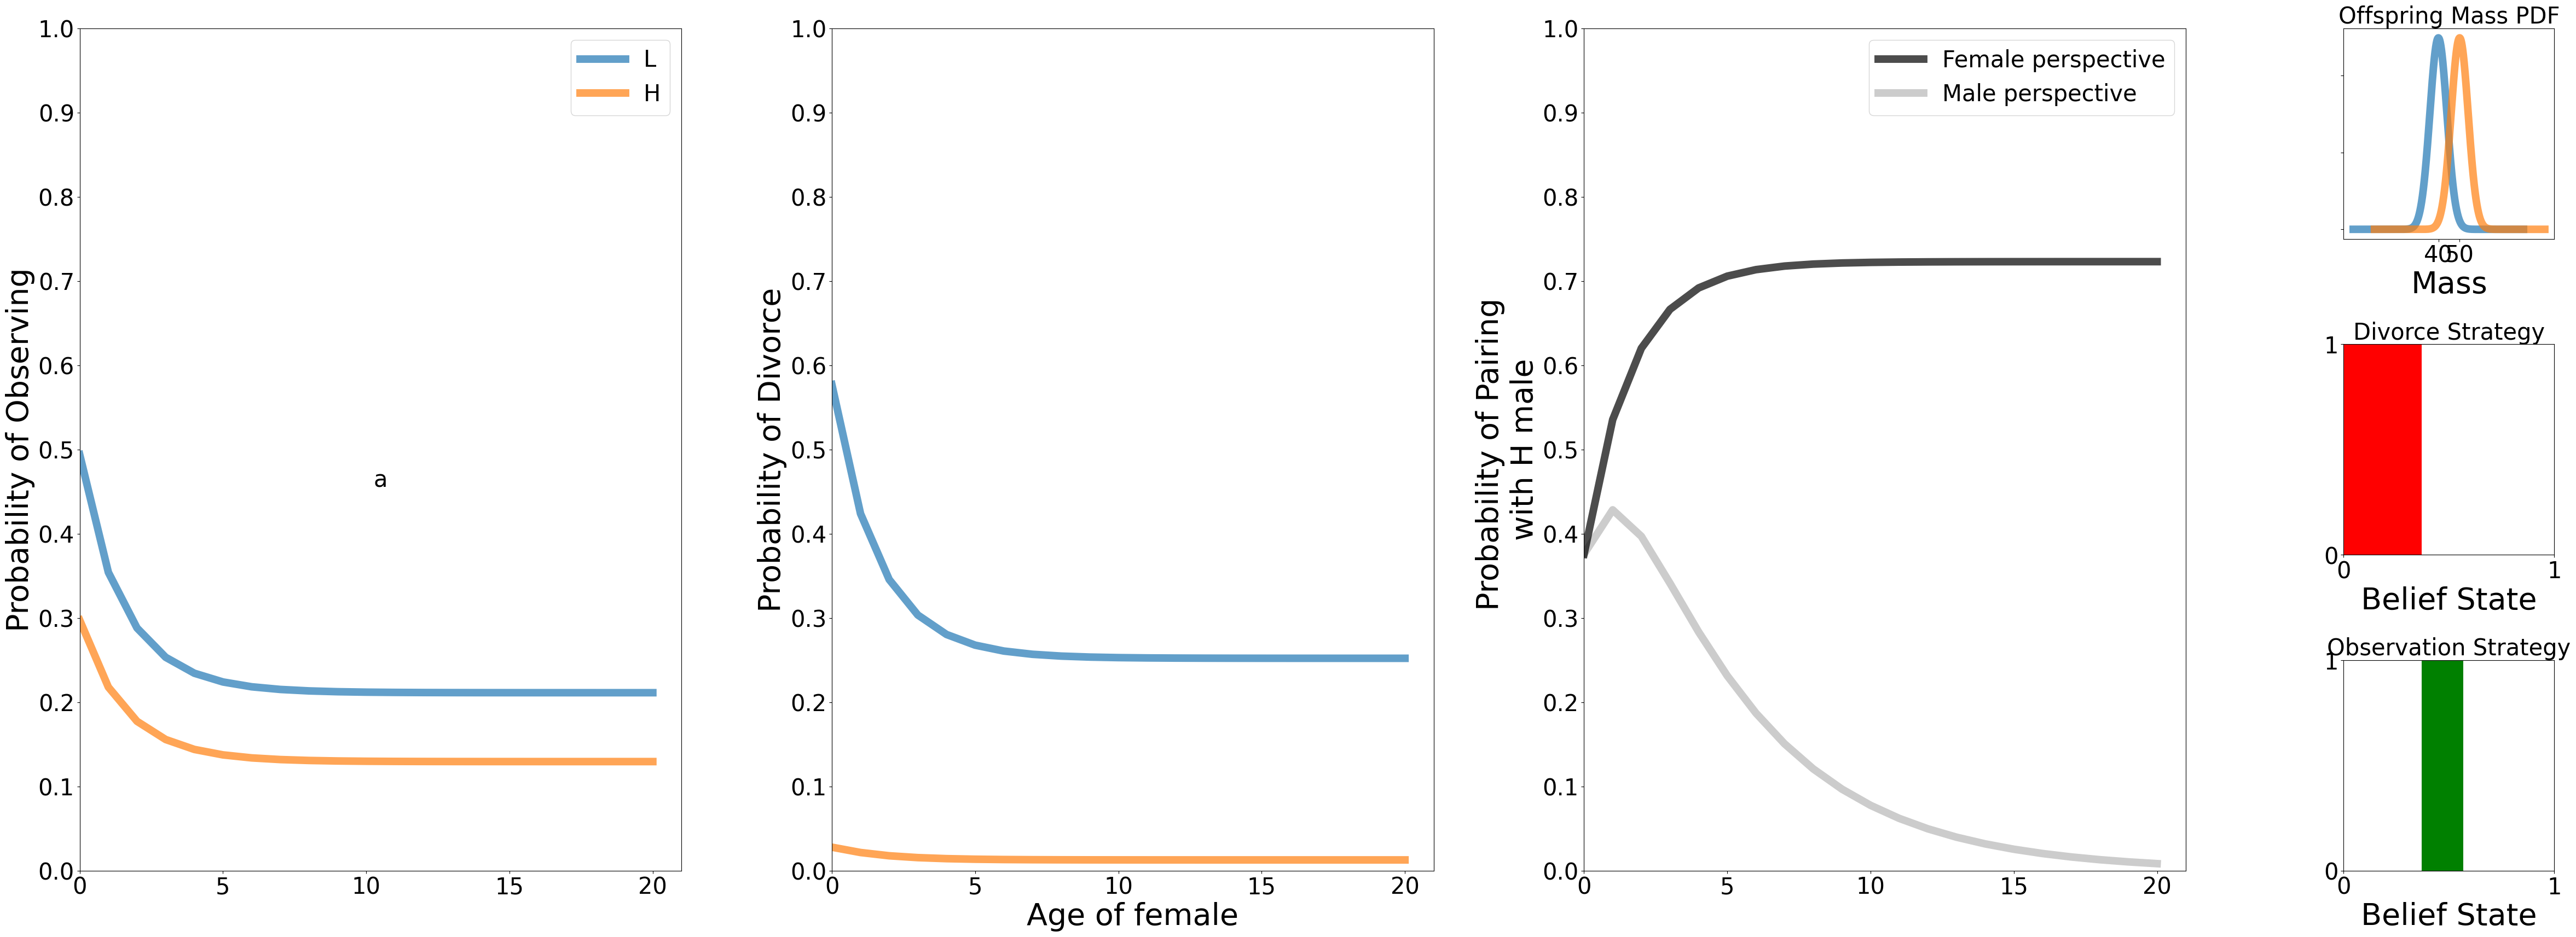 Probability of Observing
1.0
0.9
0.8
0.7
0.6
0.5
0.4
0.3
0.2
0.1
0.0
0 5 10 15 20
L
H
a
Probability of Divorce
1.0
0.9
0.8
0.7
0.6
0.5
0.4
0.3
0.2
0.1
0.0
0 5 10 15 20
Age of female
Probability of Pairing
with H male
1.0
0.9
0.8
0.7
0.6
0.5
0.4
0.3
0.2
0.1
0.0
0 5 10 15 20
Female perspective
Male perspective
Offspring Mass PDF
40 50
Mass
Divorce Strategy
1
0
0 1
Belief State
Observation Strategy
1
0
0 1
Belief State